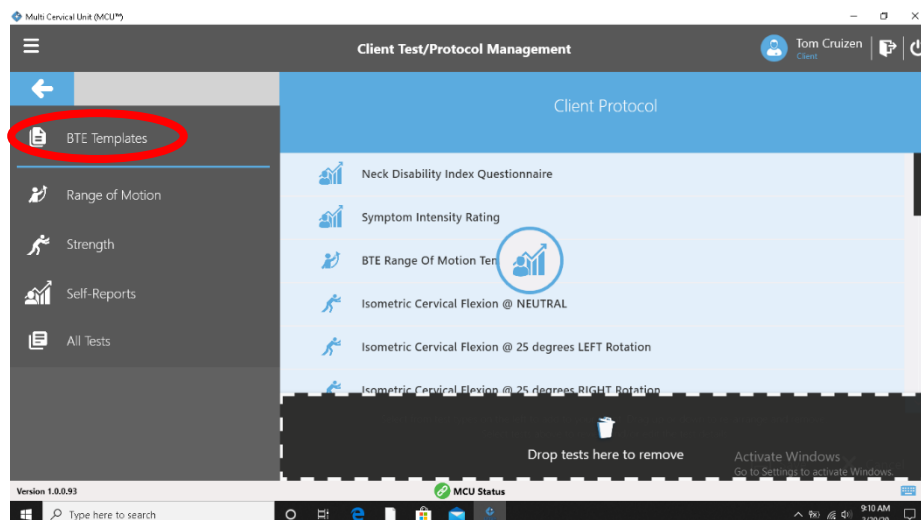 Multi Cervical Unit (MCU™)
Client Test/Protocol Management
Tom Cruizen
Client
Client Protocol
BTE Templates
Range of Motion
Strength
Self-Reports
All Tests
Neck Disability Index Questionnaire
Symptom Intensity Rating
BTE Range Of Motion
Isometric Cervical Flexion @ NEUTRAL
Isometric Cervical Flexion @ 25 degrees LEFT Rotation
Isometric Cervical Flexion @ 25 degrees RIGHT Rotation
Drop tests here to remove
Activate Windows
Go to Settings to activate Windows.
Version 1.0.0.93
MCU Status
Type here to search
9:10 AM